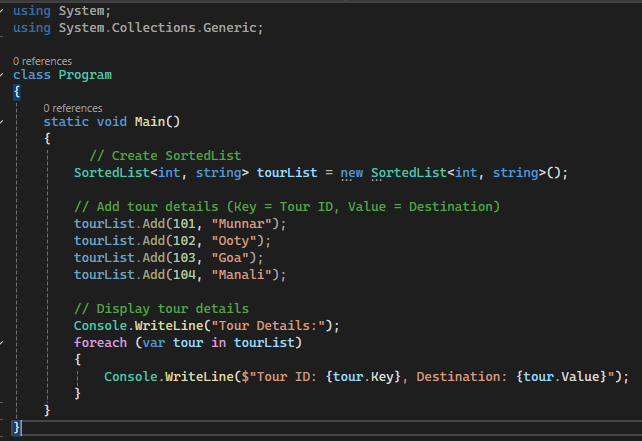 using System;
using System.Collections.Generic;
0 references
class Program
{
0 references
static void Main()
{
// Create SortedList
SortedList<int, string> tourList = new SortedList<int, string>();
// Add tour details (Key = Tour ID, Value = Destination)
tourList.Add(101, "Munnar");
tourList.Add(102, "Ooty");
tourList.Add(103, "Goa");
tourList.Add(104, "Manali");
// Display tour details
Console.WriteLine("Tour Details:");
foreach (var tour in tourList)
{
Console.WriteLine($"Tour ID: {tour.Key}, Destination: {tour.Value}");
}
}
}